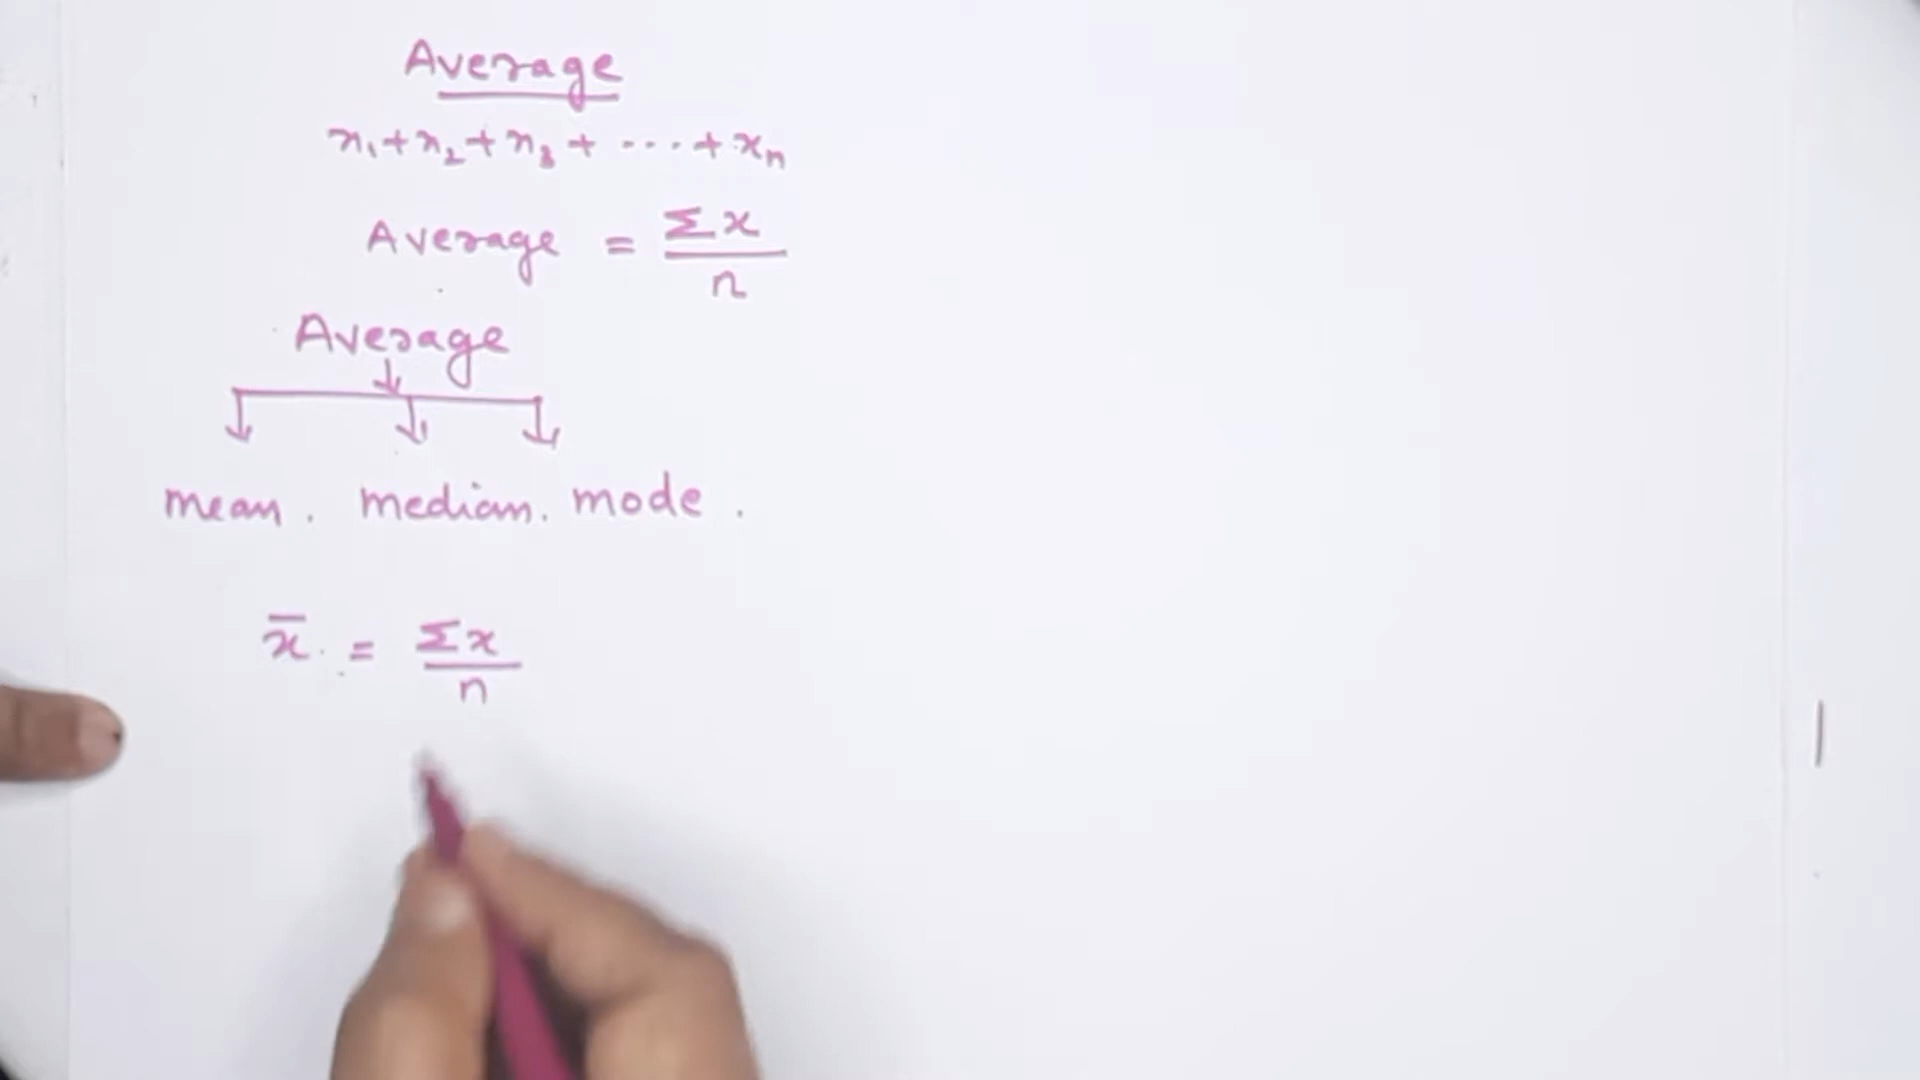 Average
x₁+x₂+x₃+ ....+xₙ
Average = Σx/n
Average
mean. median. mode.
x̄ = Σx/n